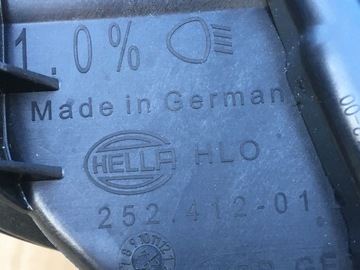 1.0%
Made in German
HELLA HLO
252.412-01